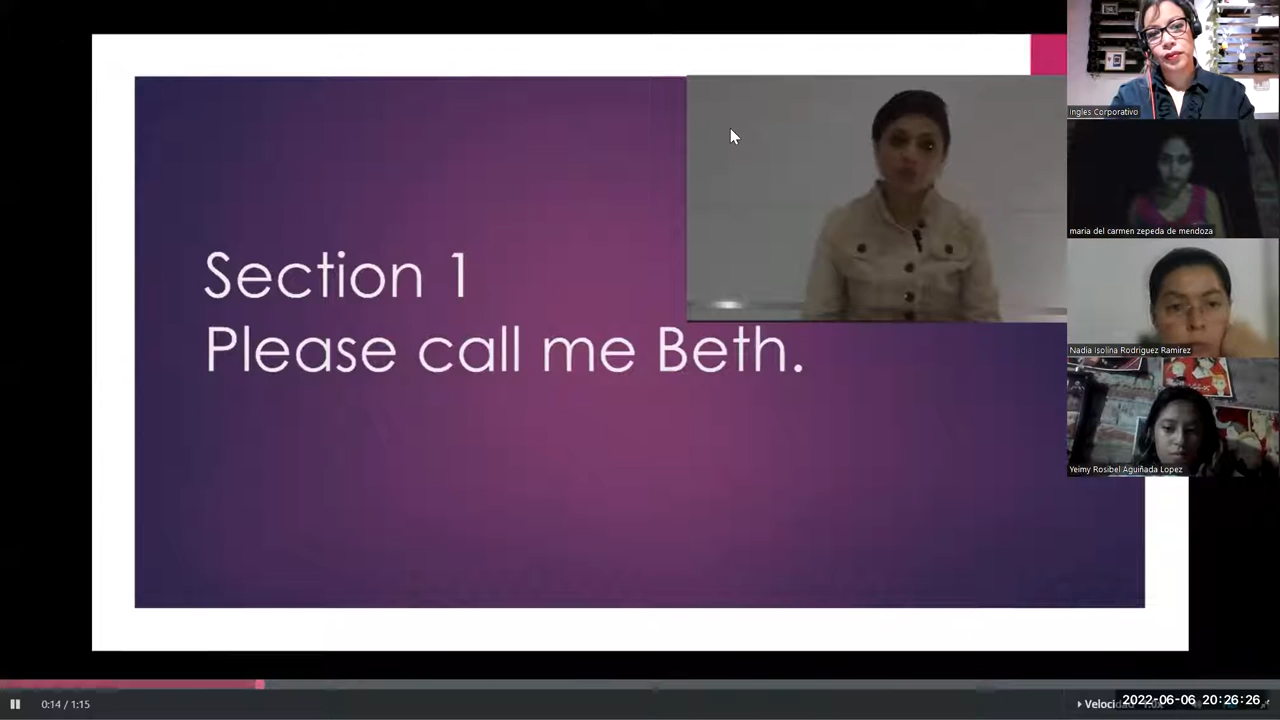 Section 1
Please call me Beth.
Ingles Corporativo
maria del carmen zepeda de mendoza
Nadia Isolina Rodriguez Ramirez
Yeimy Rosibel Aguiñada Lopez
0:14 / 1:15
2022-06-06 20:26:26